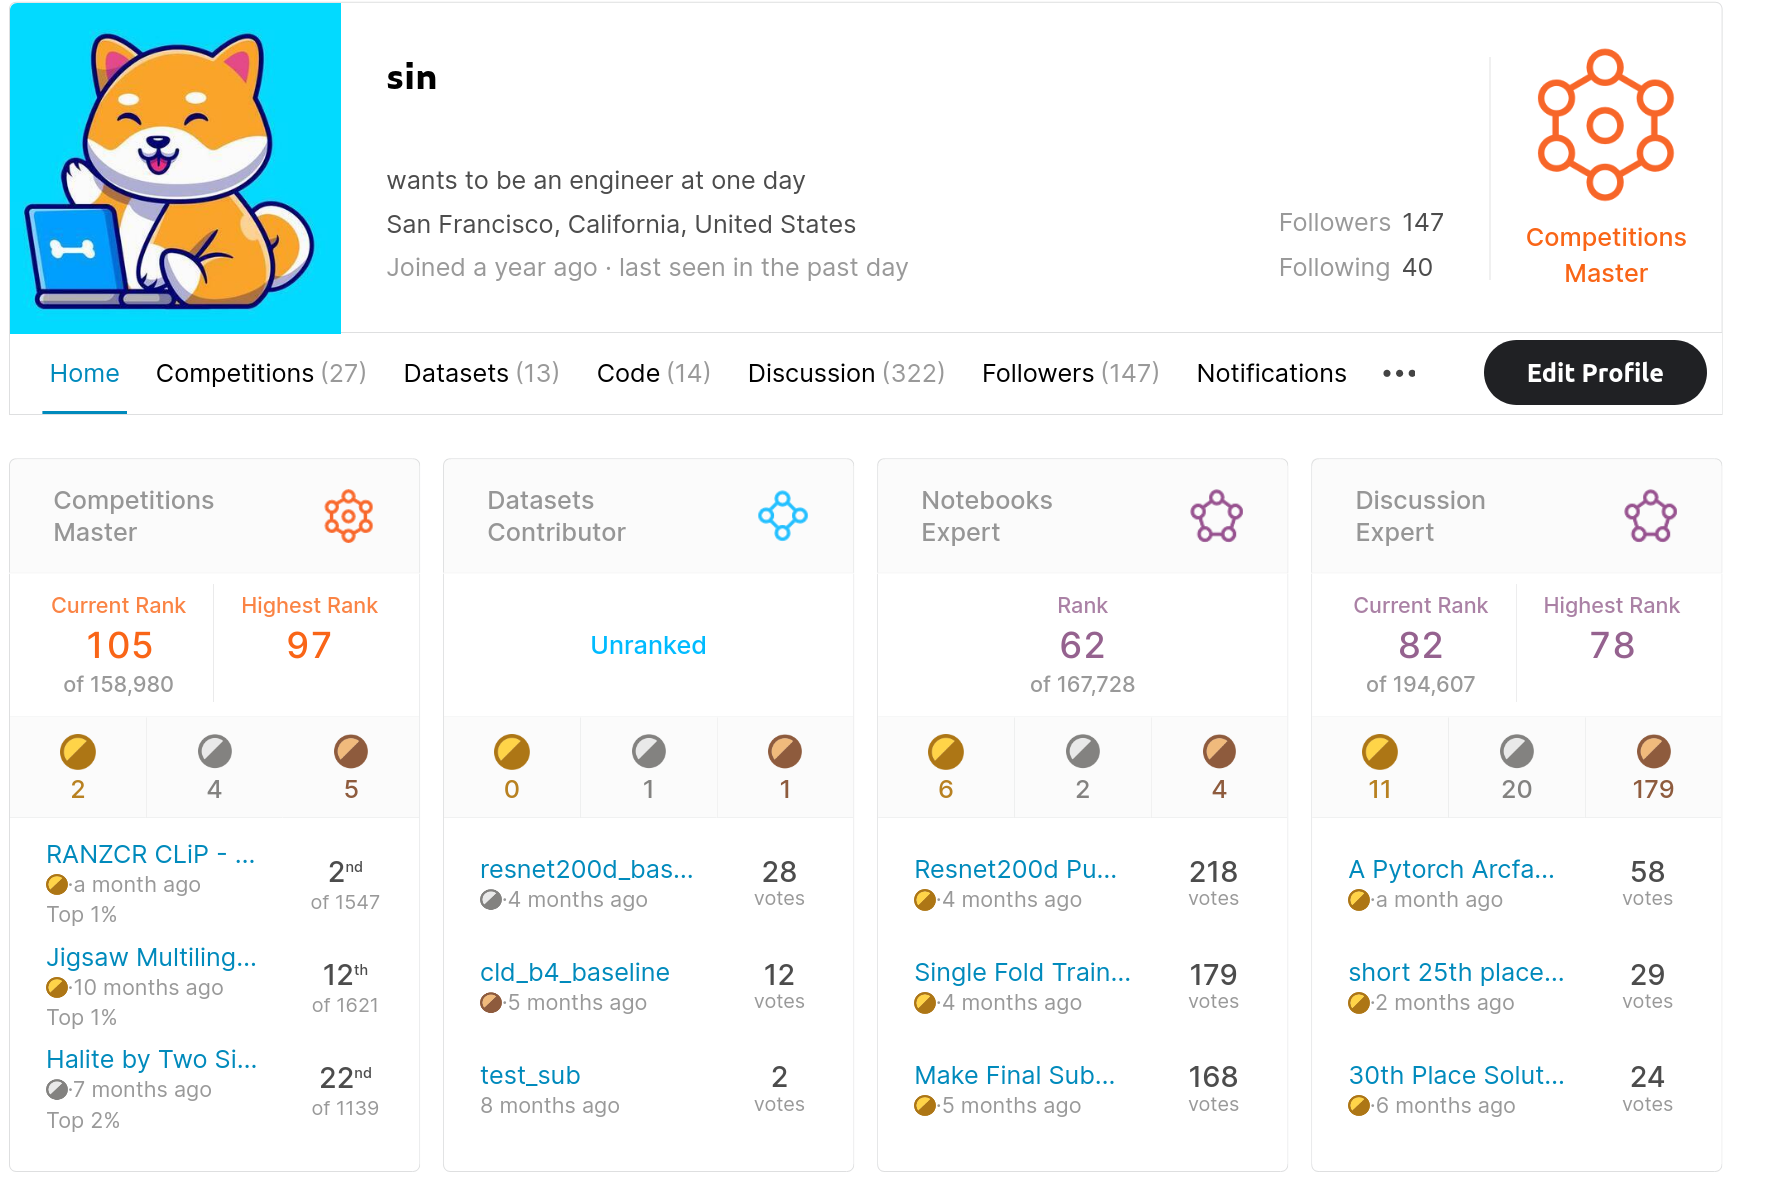 sin
wants to be an engineer at one day
San Francisco, California, United States
Joined a year ago · last seen in the past day
Followers 147
Following 40
Competitions
Master
Home
Competitions (27)
Datasets (13)
Code (14)
Discussion (322)
Followers (147)
Notifications
•••
Edit Profile
Competitions
Master
Current Rank
105
of 158,980
Highest Rank
97
2
4
5
RANZCR CLiP - ...
·a month ago
Top 1%
2nd
of 1547
Jigsaw Multiling...
·10 months ago
Top 1%
12th
of 1621
Halite by Two Si...
·7 months ago
Top 2%
22nd
of 1139
Datasets
Contributor
Unranked
0
1
1
resnet200d_bas...
·4 months ago
28
votes
cld_b4_baseline
·5 months ago
12
votes
test_sub
8 months ago
2
votes
Notebooks
Expert
Rank
62
of 167,728
6
2
4
Resnet200d Pu...
·4 months ago
218
votes
Single Fold Train...
·4 months ago
179
votes
Make Final Sub...
·5 months ago
168
votes
Discussion
Expert
Current Rank
82
of 194,607
Highest Rank
78
11
20
179
A Pytorch Arcfa...
·a month ago
58
votes
short 25th place...
·2 months ago
29
votes
30th Place Solut...
·6 months ago
24
votes